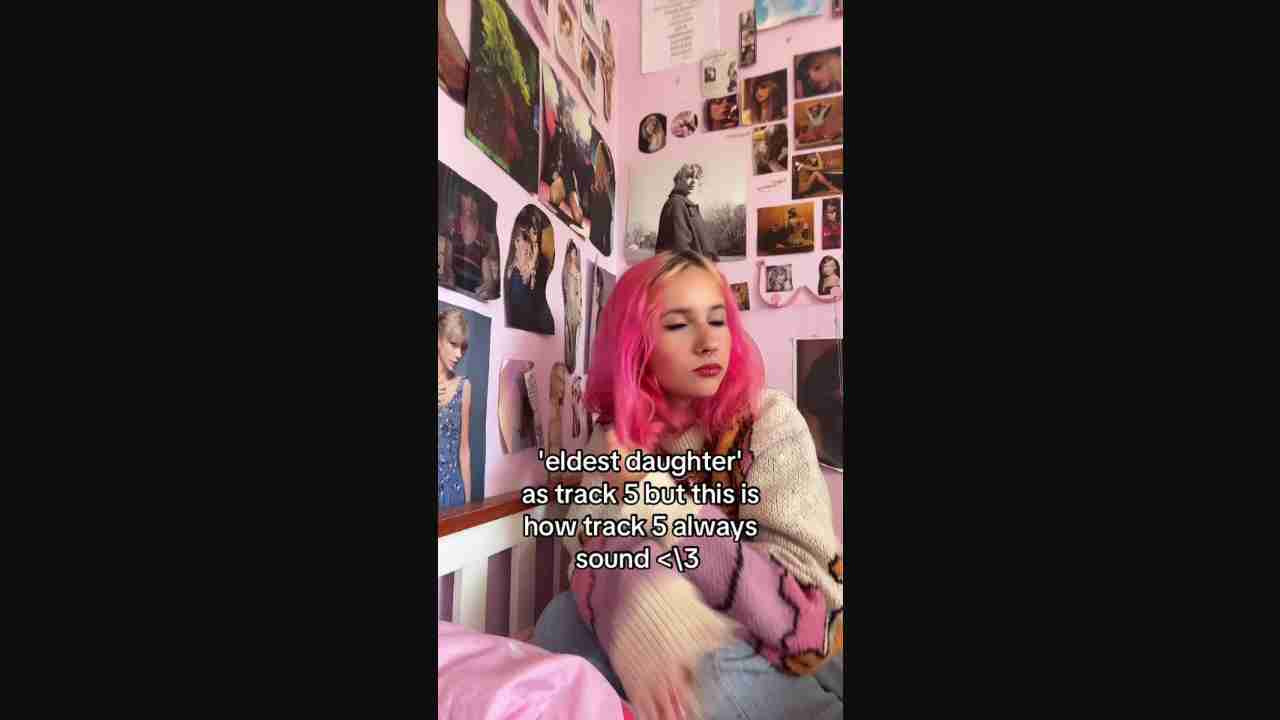 'eldest daughter'
as track 5 but this is
how track 5 always
sound <\3